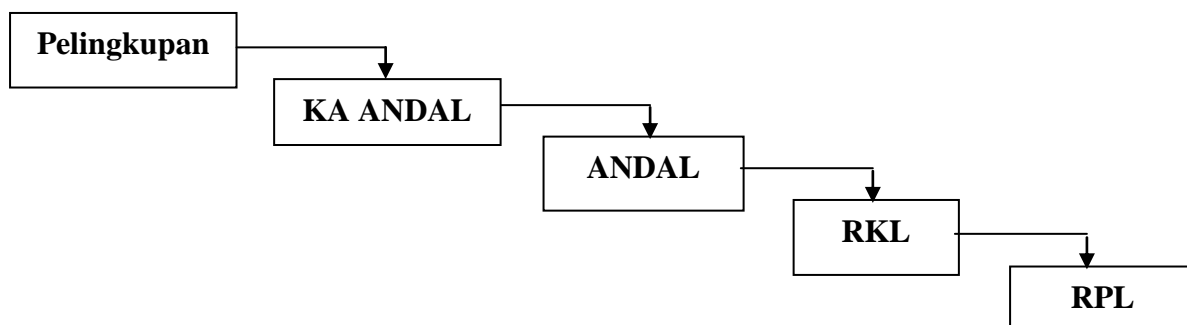 Pelingkupan
KA ANDAL
ANDAL
RKL
RPL